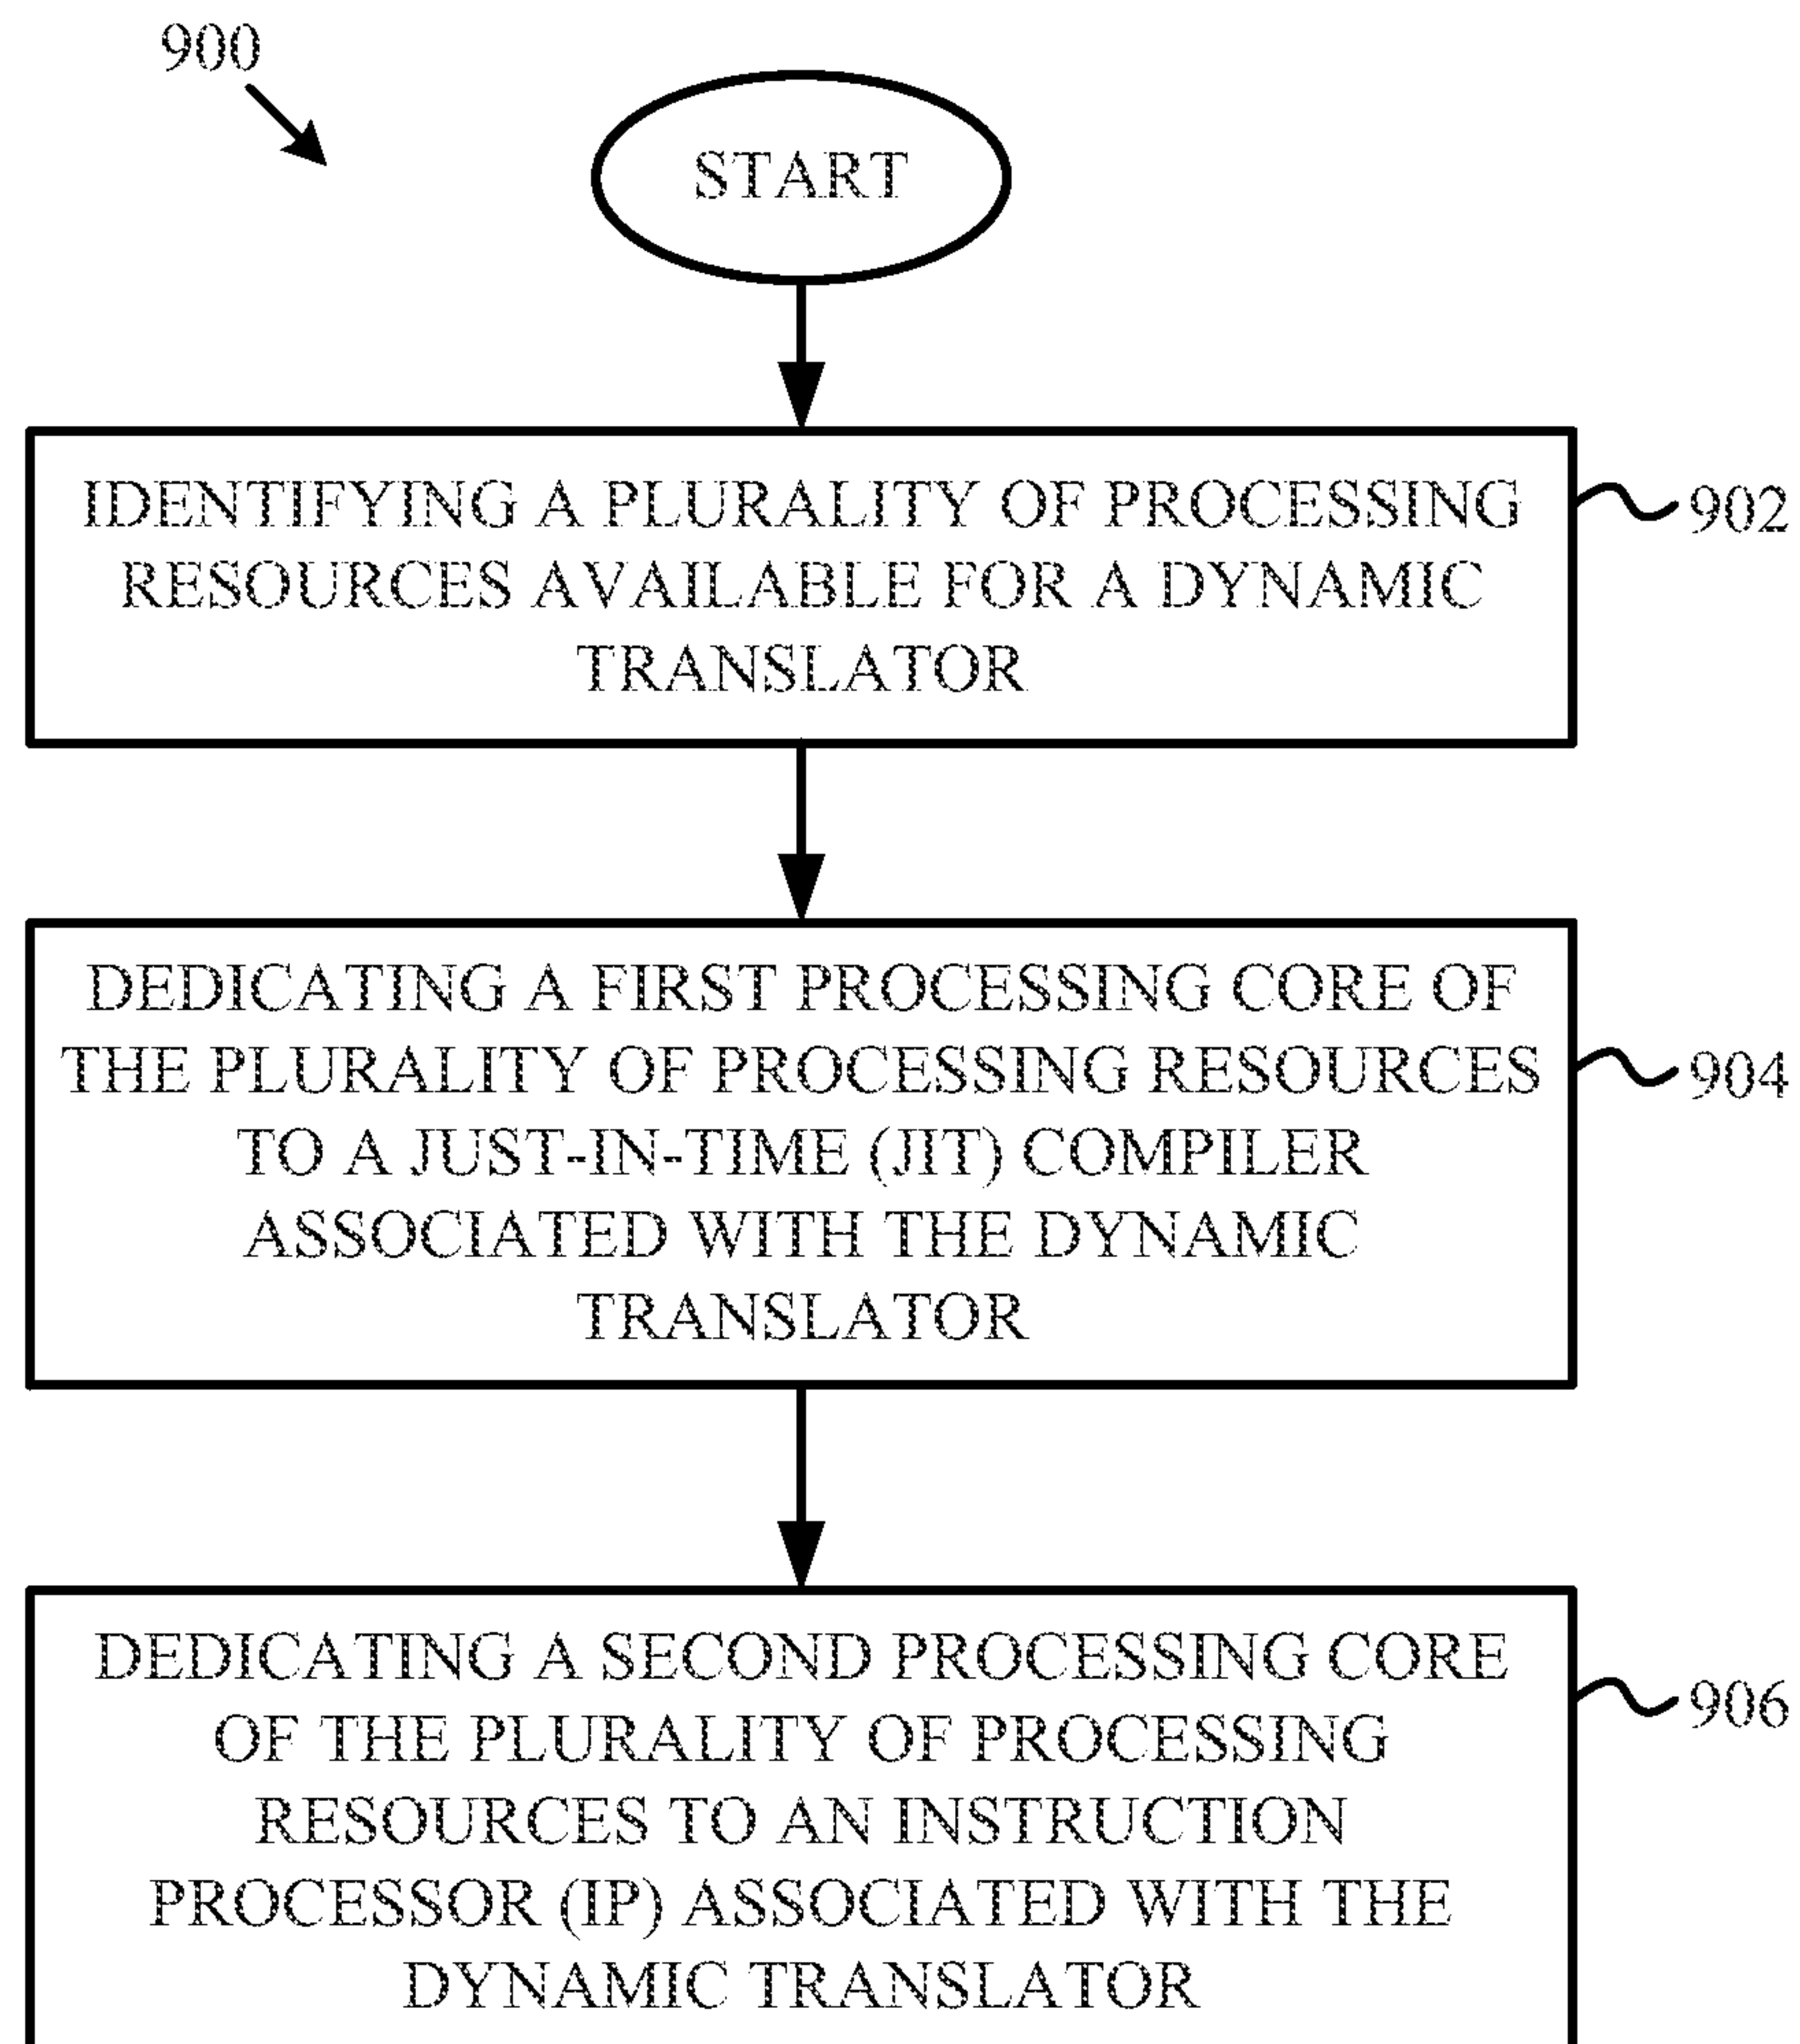 900
START
IDENTIFYING A PLURALITY OF PROCESSING
RESOURCES AVAILABLE FOR A DYNAMIC
TRANSLATOR
902
DEDICATING A FIRST PROCESSING CORE OF
THE PLURALITY OF PROCESSING RESOURCES
TO A JUST-IN-TIME (JIT) COMPILER
ASSOCIATED WITH THE DYNAMIC
TRANSLATOR
904
DEDICATING A SECOND PROCESSING CORE
OF THE PLURALITY OF PROCESSING
RESOURCES TO AN INSTRUCTION
PROCESSOR (IP) ASSOCIATED WITH THE
DYNAMIC TRANSLATOR
906